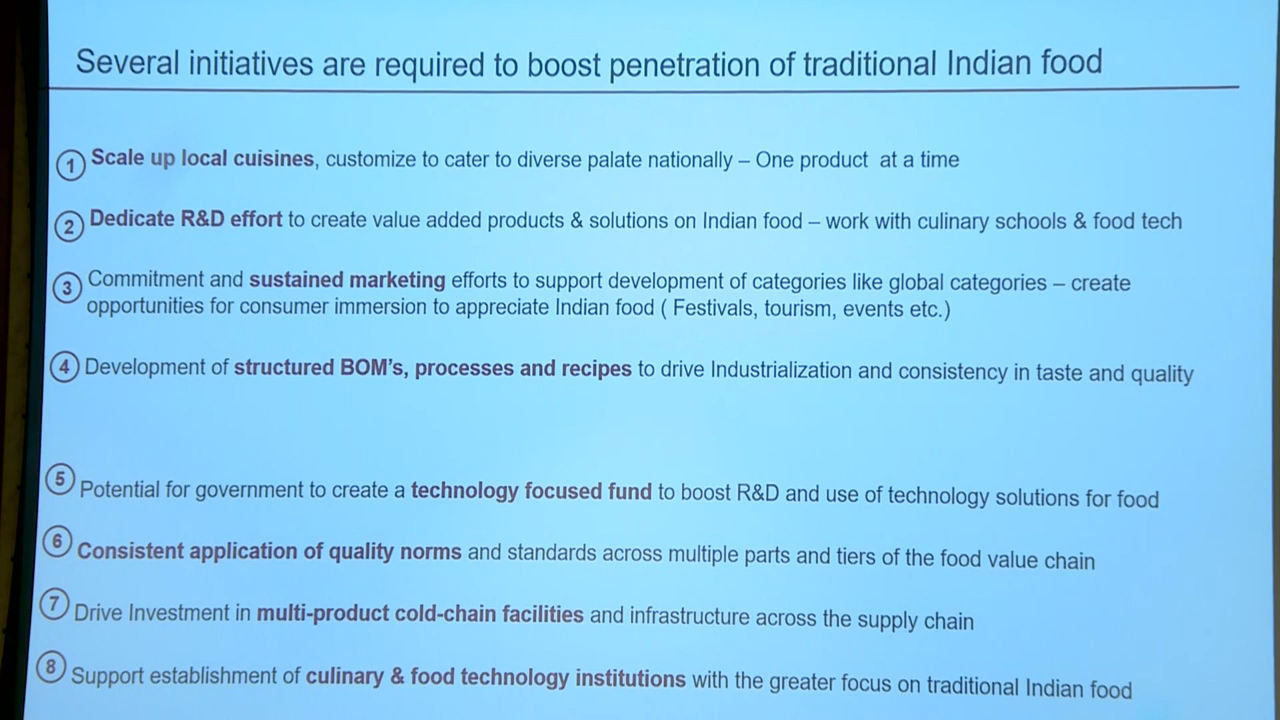 Several initiatives are required to boost penetration of traditional Indian food
1 Scale up local cuisines, customize to cater to diverse palate nationally – One product at a time
2 Dedicate R&D effort to create value added products & solutions on Indian food – work with culinary schools & food tech
3 Commitment and sustained marketing efforts to support development of categories like global categories – create
opportunities for consumer immersion to appreciate Indian food ( Festivals, tourism, events etc.)
4 Development of structured BOM's, processes and recipes to drive Industrialization and consistency in taste and quality
5 Potential for government to create a technology focused fund to boost R&D and use of technology solutions for food
6 Consistent application of quality norms and standards across multiple parts and tiers of the food value chain
7 Drive Investment in multi-product cold-chain facilities and infrastructure across the supply chain
8 Support establishment of culinary & food technology institutions with the greater focus on traditional Indian food